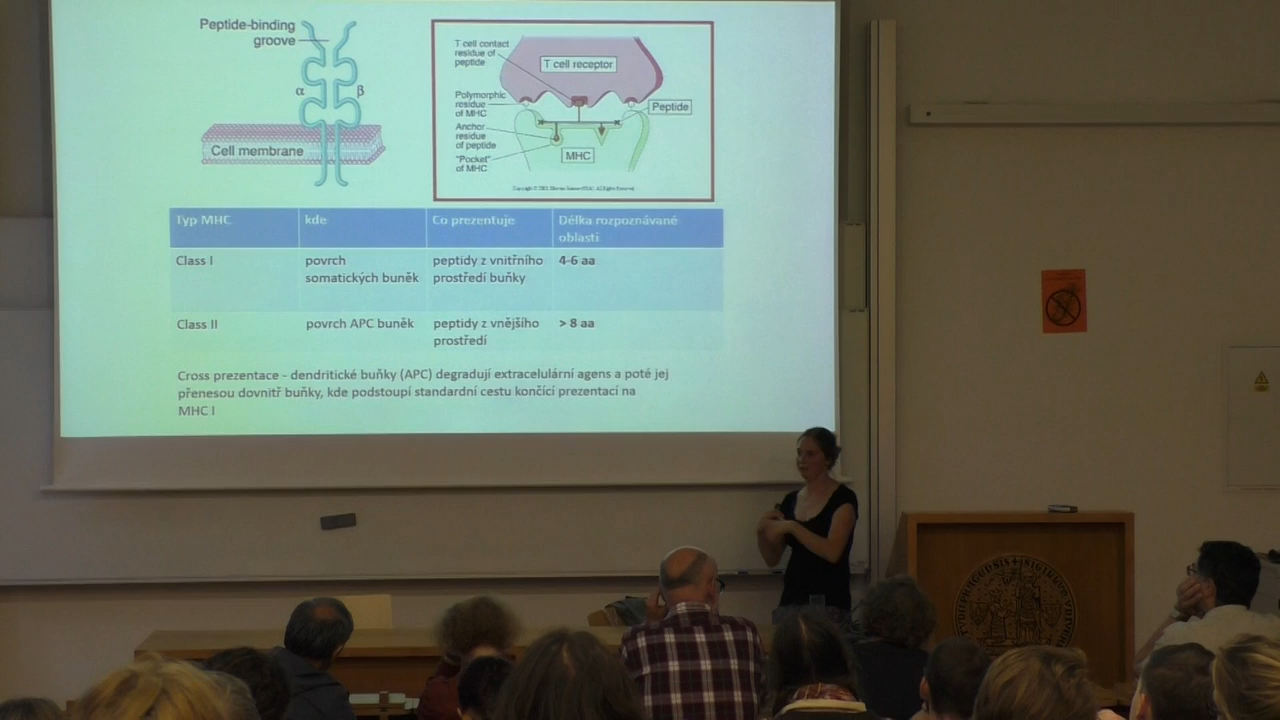 Peptide-binding
groove
α
β
Cell membrane
T cell contact
residue of
peptide
T cell receptor
Polymorphic
residue
of MHC
Peptide
Anchor
residue
of peptide
"Pocket"
of MHC
MHC
Typ MHC
kde
Co prezentuje
Délka rozpoznávané
oblasti
Class I
povrch
somatických buněk
peptidy z vnitřního
prostředí buňky
4-6 aa
Class II
povrch APC buněk
peptidy z vnějšího
prostředí
> 8 aa
Cross prezentace - dendritické buňky (APC) degradují extracelulární agens a poté jej
přenesou dovnitř buňky, kde podstoupí standardní cestu končící prezentací na
MHC I